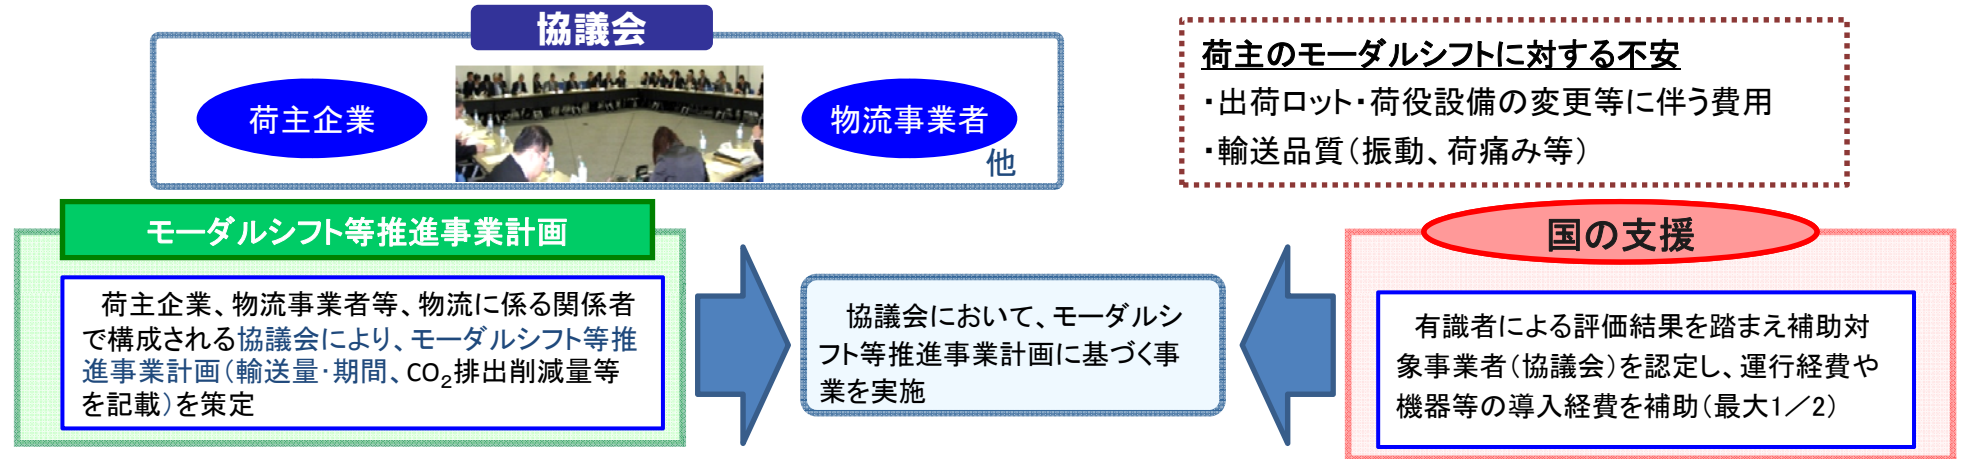 協議会
荷主企業
物流事業者
他
荷主のモーダルシフトに対する不安
・出荷ロット・荷役設備の変更等に伴う費用
・輸送品質（振動、荷痛み等）
モーダルシフト等推進事業計画
荷主企業、物流事業者等、物流に係る関係者
で構成される協議会により、モーダルシフト等推
進事業計画（輸送量・期間、CO₂排出削減量等
を記載）を策定
協議会において、モーダルシ
フト等推進事業計画に基づく事
業を実施
国の支援
有識者による評価結果を踏まえ補助対
象事業者（協議会）を認定し、運行経費や
機器等の導入経費を補助（最大1／2）